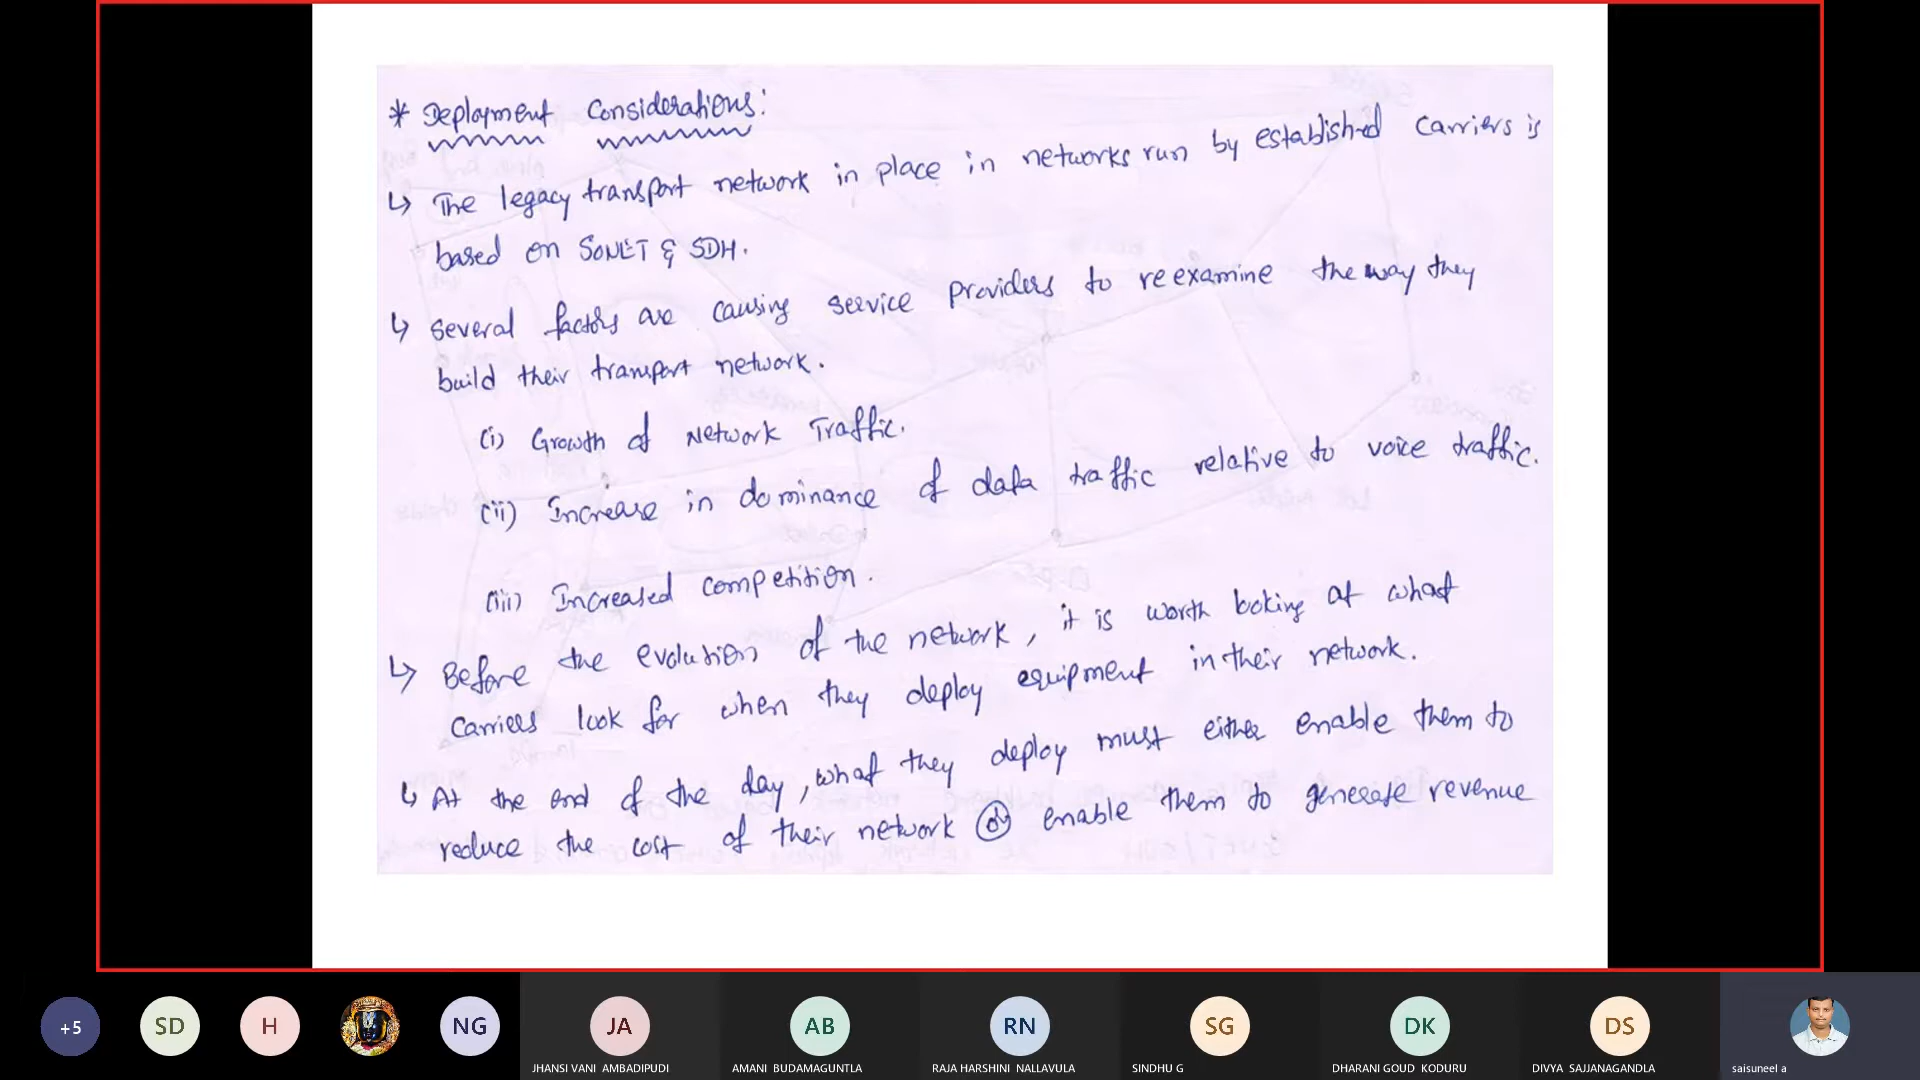 * Deployment Considerations:
↳ The legacy transport network in place in networks run by established carriers is
based on SONET & SDH.
↳ Several factors are causing service providers to reexamine the way they
build their transport network.
(i) Growth of Network Traffic.
(ii) Increase in dominance of data traffic relative to voice traffic.
(iii) Increased competition.
↳ Before the evolution of the network, it is worth looking at what
Carriers look for when they deploy equipment in their network.
↳ At the end of the day, what they deploy must either enable them to
reduce the cost of their network or enable them to generate revenue
+5 SD H NG JA AB RN SG DK DS
JHANSI VANI AMBADIPUDI AMANI BUDAMAGUNTLA RAJA HARSHINI NALLAVULA SINDHU G DHARANI GOUD KODURU DIVYA SAJJANAGANDLA saisuneel a